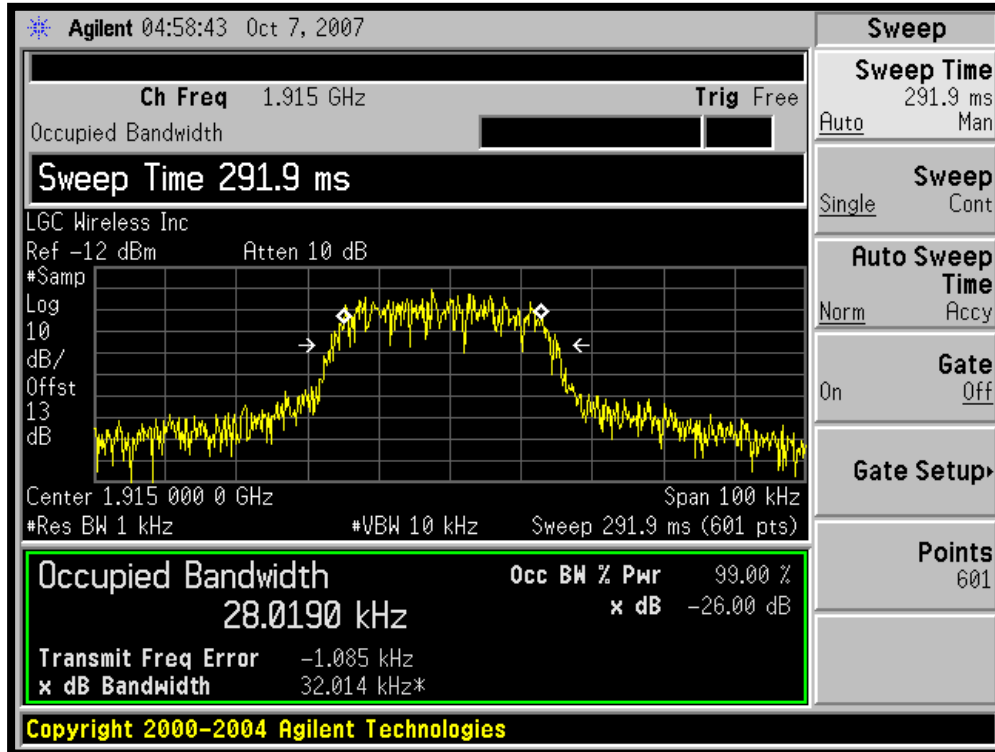 Agilent 04:58:43 Oct 7, 2007
Sweep
Ch Freq 1.915 GHz Trig Free
Occupied Bandwidth
Sweep Time 291.9 ms
LGC Wireless Inc
Ref -12 dBm Atten 10 dB
#Samp
Log
10
dB/
Offst
13
dB
Center 1.915 000 0 GHz Span 100 kHz
#Res BW 1 kHz #VBW 10 kHz Sweep 291.9 ms (601 pts)
Occupied Bandwidth
28.0190 kHz
Occ BW % Pwr 99.00 %
x dB -26.00 dB
Transmit Freq Error -1.085 kHz
x dB Bandwidth 32.014 kHz*
Copyright 2000-2004 Agilent Technologies
Sweep Time
291.9 ms
Auto Man
Sweep
Single Cont
Auto Sweep
Time
Norm Accy
Gate
On Off
Gate Setup▸
Points
601